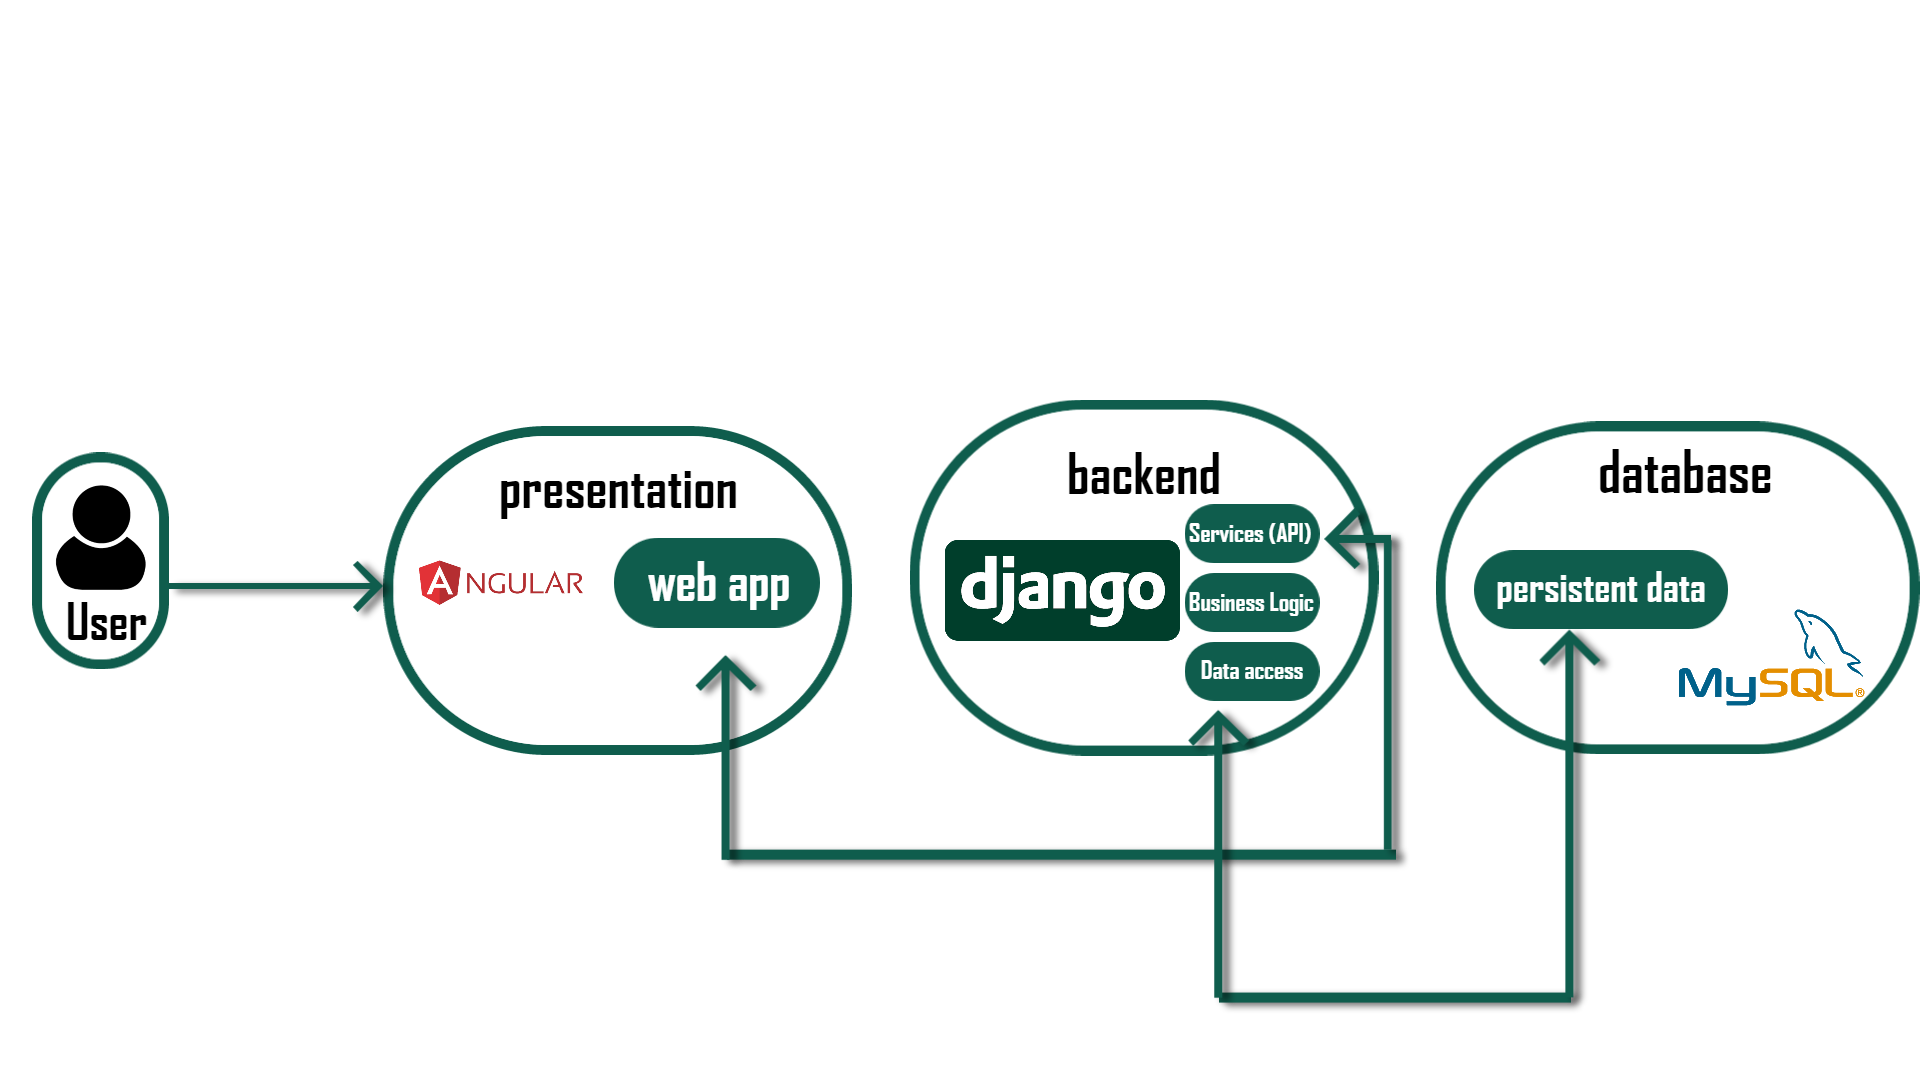 User
presentation
ANGULAR
web app
backend
django
Services (API)
Business Logic
Data access
database
persistent data
MySQL®